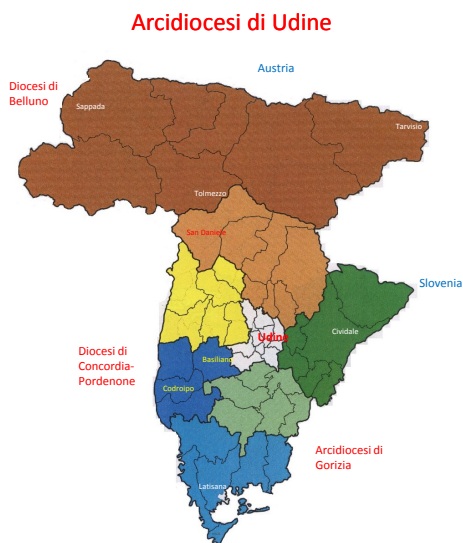 Arcidiocesi di Udine
Austria
Diocesi di
Belluno
Sappada
Tarvisio
Tolmezzo
San Daniele
Slovenia
Udine
Cividale
Diocesi di
Concordia-
Pordenone
Basiliano
Codroipo
Arcidiocesi di
Gorizia
Latisana